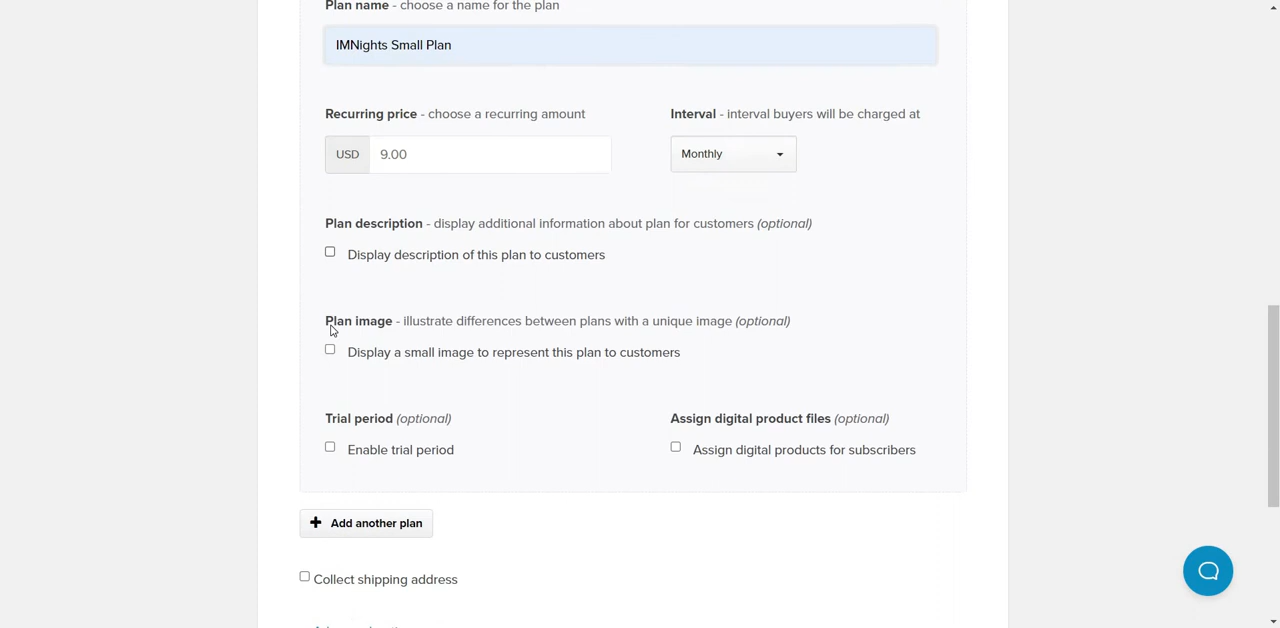 Plan name - choose a name for the plan
IMNights Small Plan
Recurring price - choose a recurring amount
Interval - interval buyers will be charged at
USD 9.00
Monthly
Plan description - display additional information about plan for customers (optional)
Display description of this plan to customers
Plan image - illustrate differences between plans with a unique image (optional)
Display a small image to represent this plan to customers
Trial period (optional)
Assign digital product files (optional)
Enable trial period
Assign digital products for subscribers
Add another plan
Collect shipping address